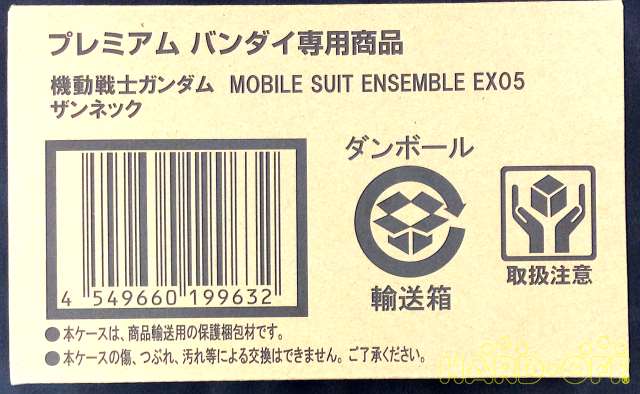 プレミアム バンダイ専用商品
機動戦士ガンダム MOBILE SUIT ENSEMBLE EX05
ザンネック
ダンボール
輸送箱
取扱注意
4 549660 199632
●本ケースは、商品輸送用の保護梱包材です。
●本ケースの傷、つぶれ、汚れ等による交換はできません。ご了承ください。
HARD-OFF